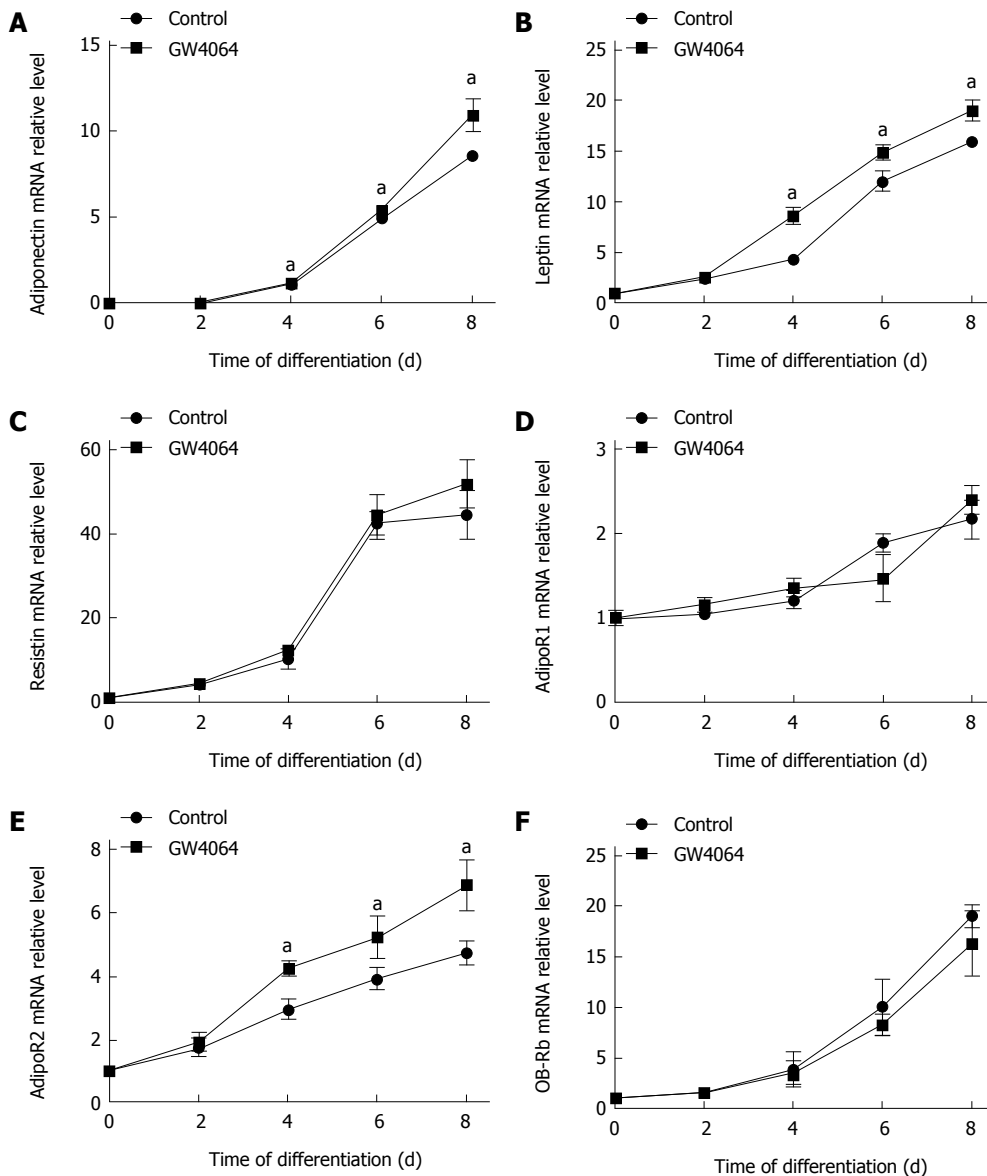 A
Control
GW4064
Adiponectin mRNA relative level
15
10
5
0
a
a
a
0 2 4 6 8
Time of differentiation (d)
B
Control
GW4064
Leptin mRNA relative level
25
20
15
10
5
0
a
a
a
0 2 4 6 8
Time of differentiation (d)
C
Control
GW4064
Resistin mRNA relative level
60
40
20
0
0 2 4 6 8
Time of differentiation (d)
D
Control
GW4064
AdipoR1 mRNA relative level
3
2
1
0
0 2 4 6 8
Time of differentiation (d)
E
Control
GW4064
AdipoR2 mRNA relative level
8
6
4
2
0
a
a
a
0 2 4 6 8
Time of differentiation (d)
F
Control
GW4064
OB-Rb mRNA relative level
25
20
15
10
5
0
0 2 4 6 8
Time of differentiation (d)